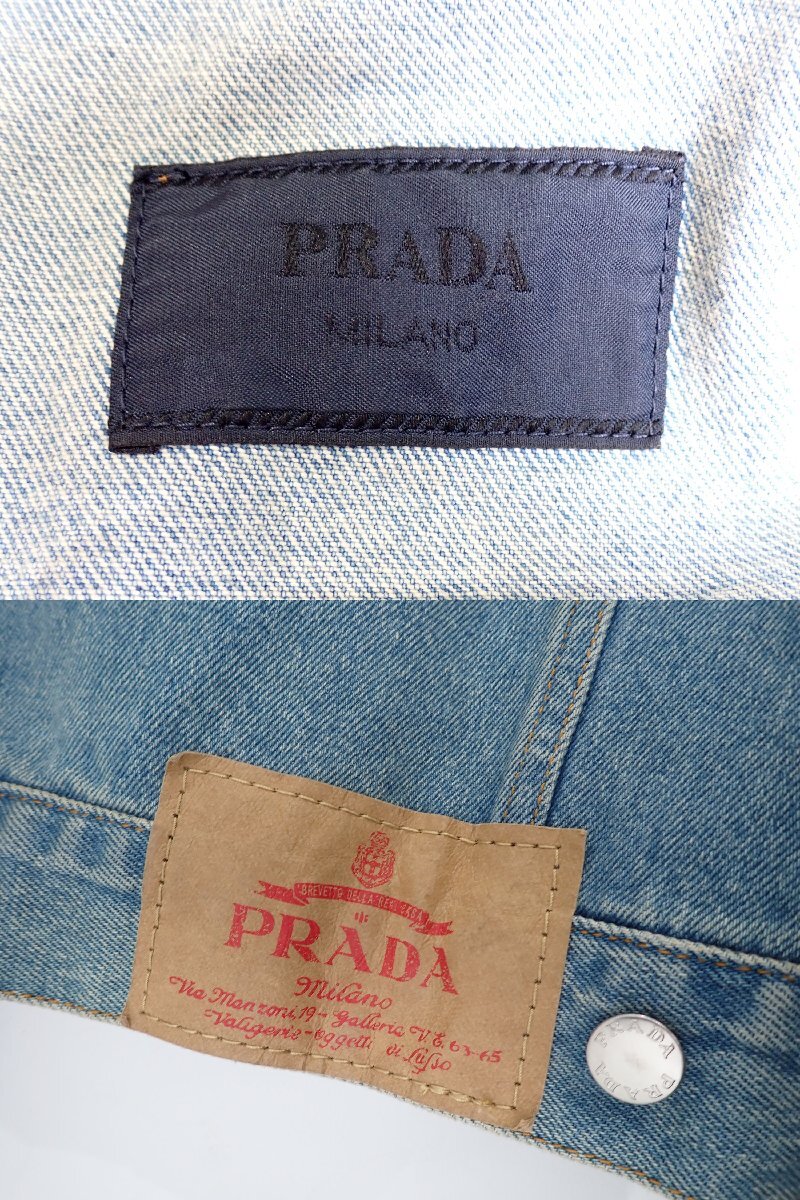 PRADA
MILANO
BREVETTO DELLA REAL CASA
PRADA
Milano
Via Manzoni, 19 - Galleria V. E. 63-65
Valigerie - oggetti di lusso
PRADA PRADA